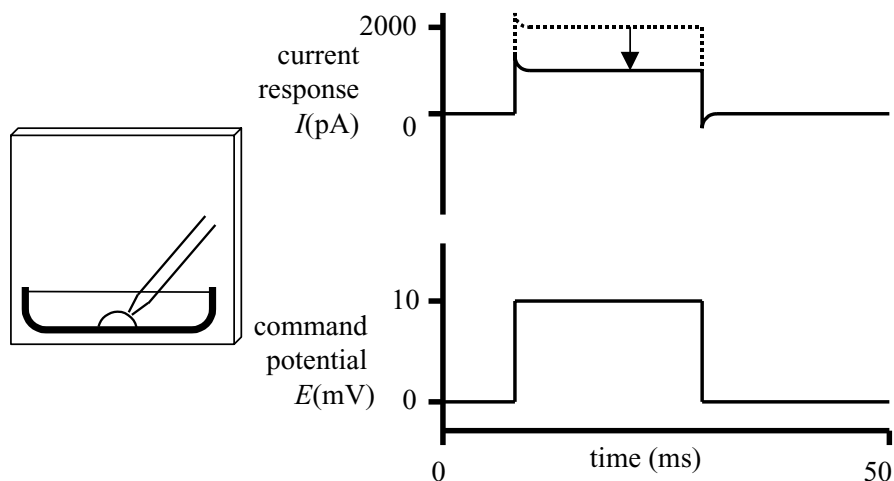 2000
current
response
I(pA)
0
10
command
potential
E(mV)
0
time (ms)
0
50